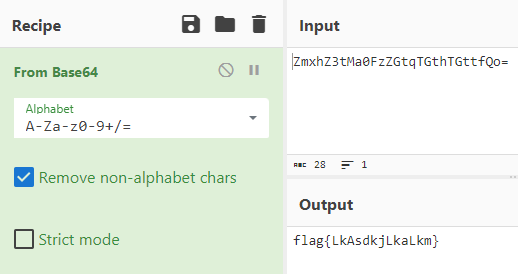 Recipe
From Base64
Alphabet
A-Za-z0-9+/=
Remove non-alphabet chars
Strict mode
Input
ZmxhZ3tMa0FzZGtqTGthTGttfQo=
ABC 28 1
Output
flag{LkAsdkjLkaLkm}